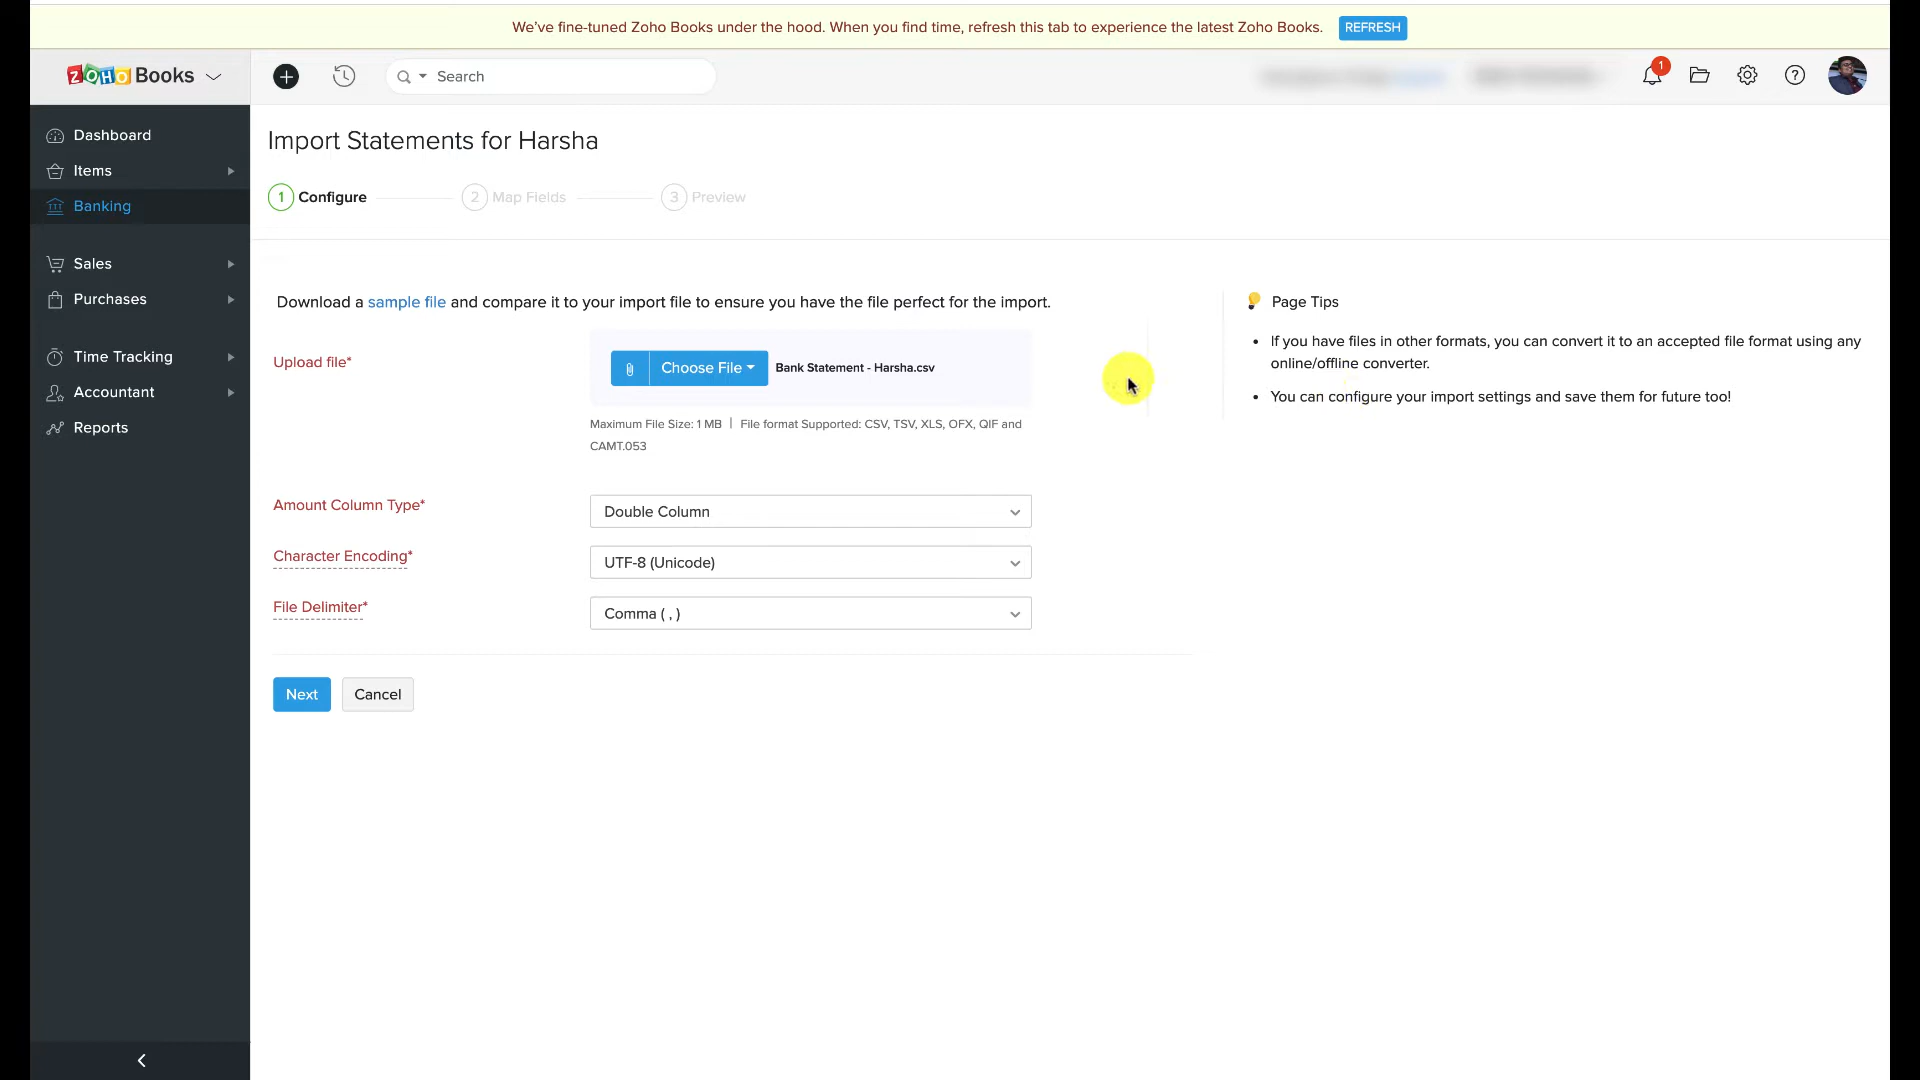 We've fine-tuned Zoho Books under the hood. When you find time, refresh this tab to experience the latest Zoho Books. REFRESH
ZOHO Books
Search
1
Dashboard
Items
Banking
Sales
Purchases
Time Tracking
Accountant
Reports
Import Statements for Harsha
1 Configure
2 Map Fields
3 Preview
Download a sample file and compare it to your import file to ensure you have the file perfect for the import.
Upload file*
Choose File
Bank Statement - Harsha.csv
Maximum File Size: 1 MB | File format Supported: CSV, TSV, XLS, OFX, QIF and
CAMT.053
Amount Column Type*
Double Column
Character Encoding*
UTF-8 (Unicode)
File Delimiter*
Comma ( , )
Next
Cancel
Page Tips
• If you have files in other formats, you can convert it to an accepted file format using any
online/offline converter.
• You can configure your import settings and save them for future too!